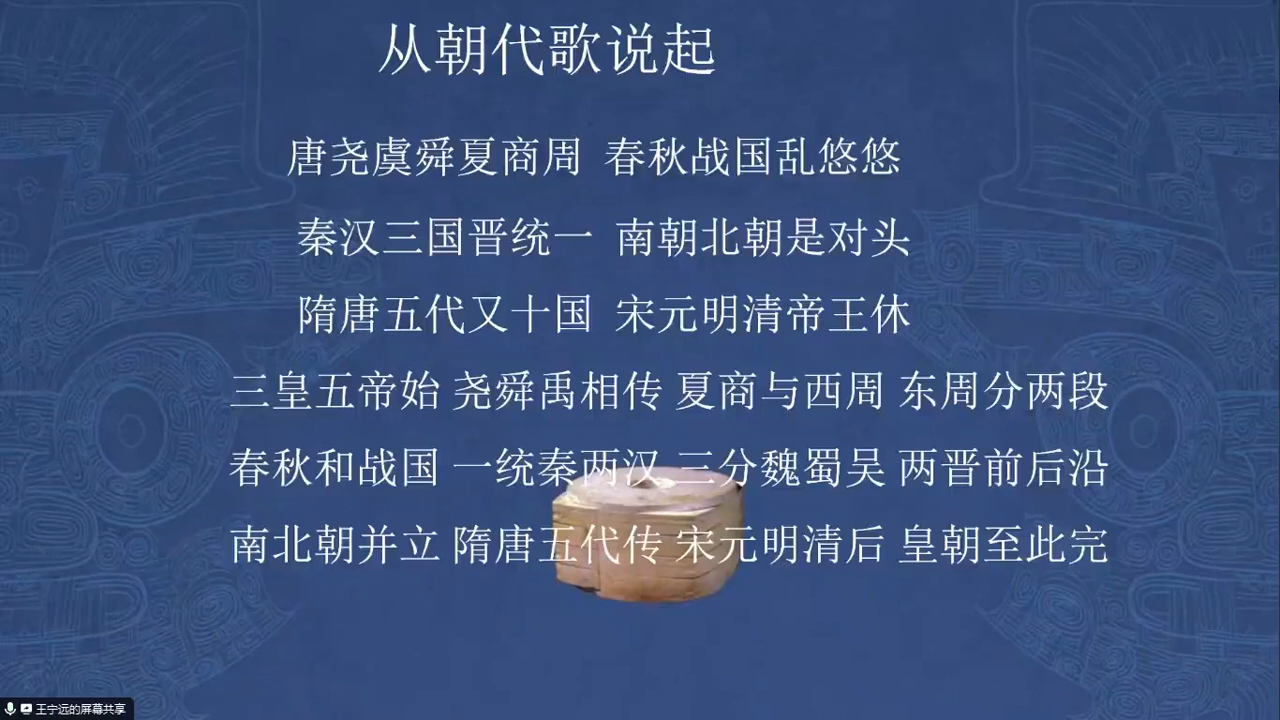 从朝代歌说起
唐尧虞舜夏商周 春秋战国乱悠悠
秦汉三国晋统一 南朝北朝是对头
隋唐五代又十国 宋元明清帝王休
三皇五帝始 尧舜禹相传 夏商与西周 东周分两段
春秋和战国 一统秦两汉 三分魏蜀吴 两晋前后沿
南北朝并立 隋唐五代传 宋元明清后 皇朝至此完
王宁远的屏幕共享